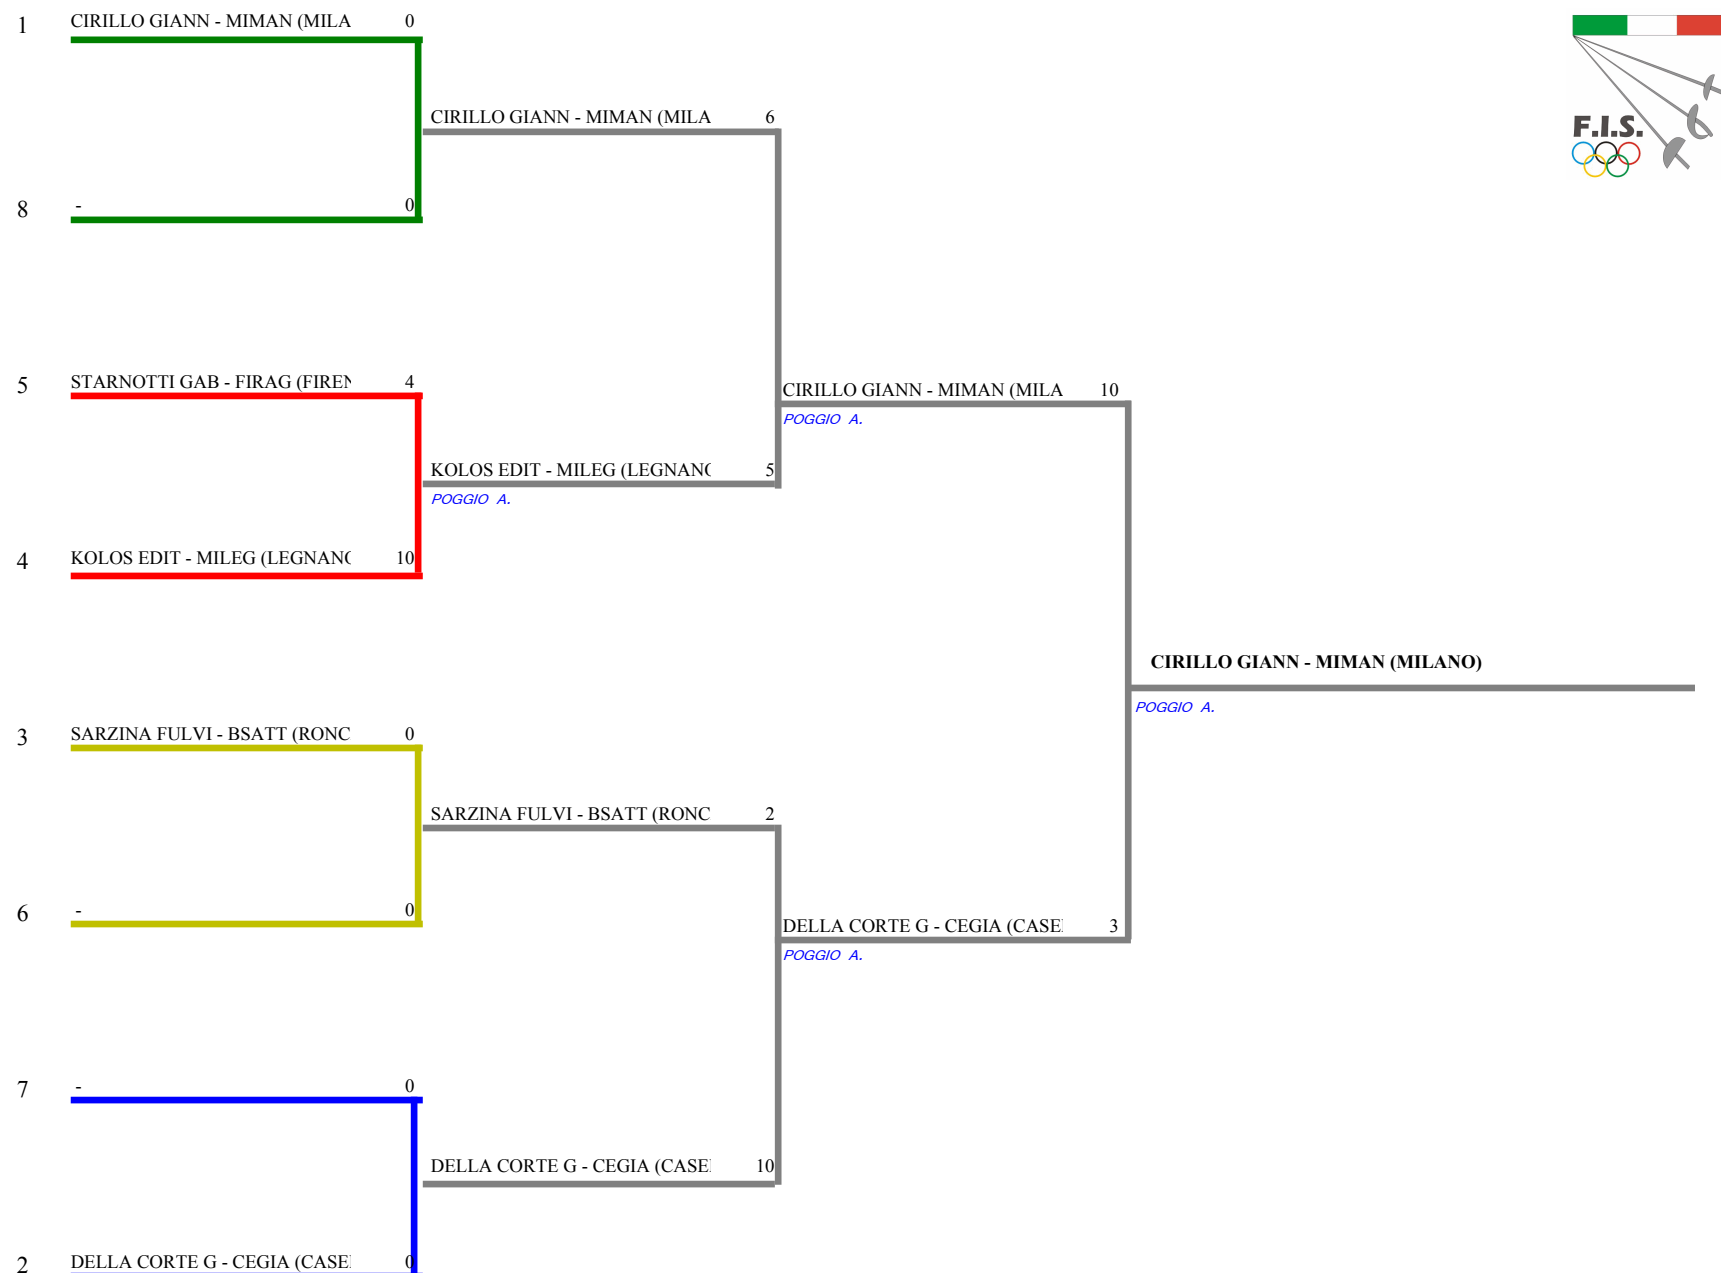 1 CIRILLO GIANN - MIMAN (MILA 0
CIRILLO GIANN - MIMAN (MILA 6
F.I.S.
8 - 0
5 STARNOTTI GAB - FIRAG (FIREN 4
CIRILLO GIANN - MIMAN (MILA 10
POGGIO A.
KOLOS EDIT - MILEG (LEGNANO 5
POGGIO A.
4 KOLOS EDIT - MILEG (LEGNANO 10
CIRILLO GIANN - MIMAN (MILANO)
POGGIO A.
3 SARZINA FULVI - BSATT (RONC 0
SARZINA FULVI - BSATT (RONC 2
6 - 0
DELLA CORTE G - CEGIA (CASE 3
POGGIO A.
7 - 0
DELLA CORTE G - CEGIA (CASE 10
2 DELLA CORTE G - CEGIA (CASE 0